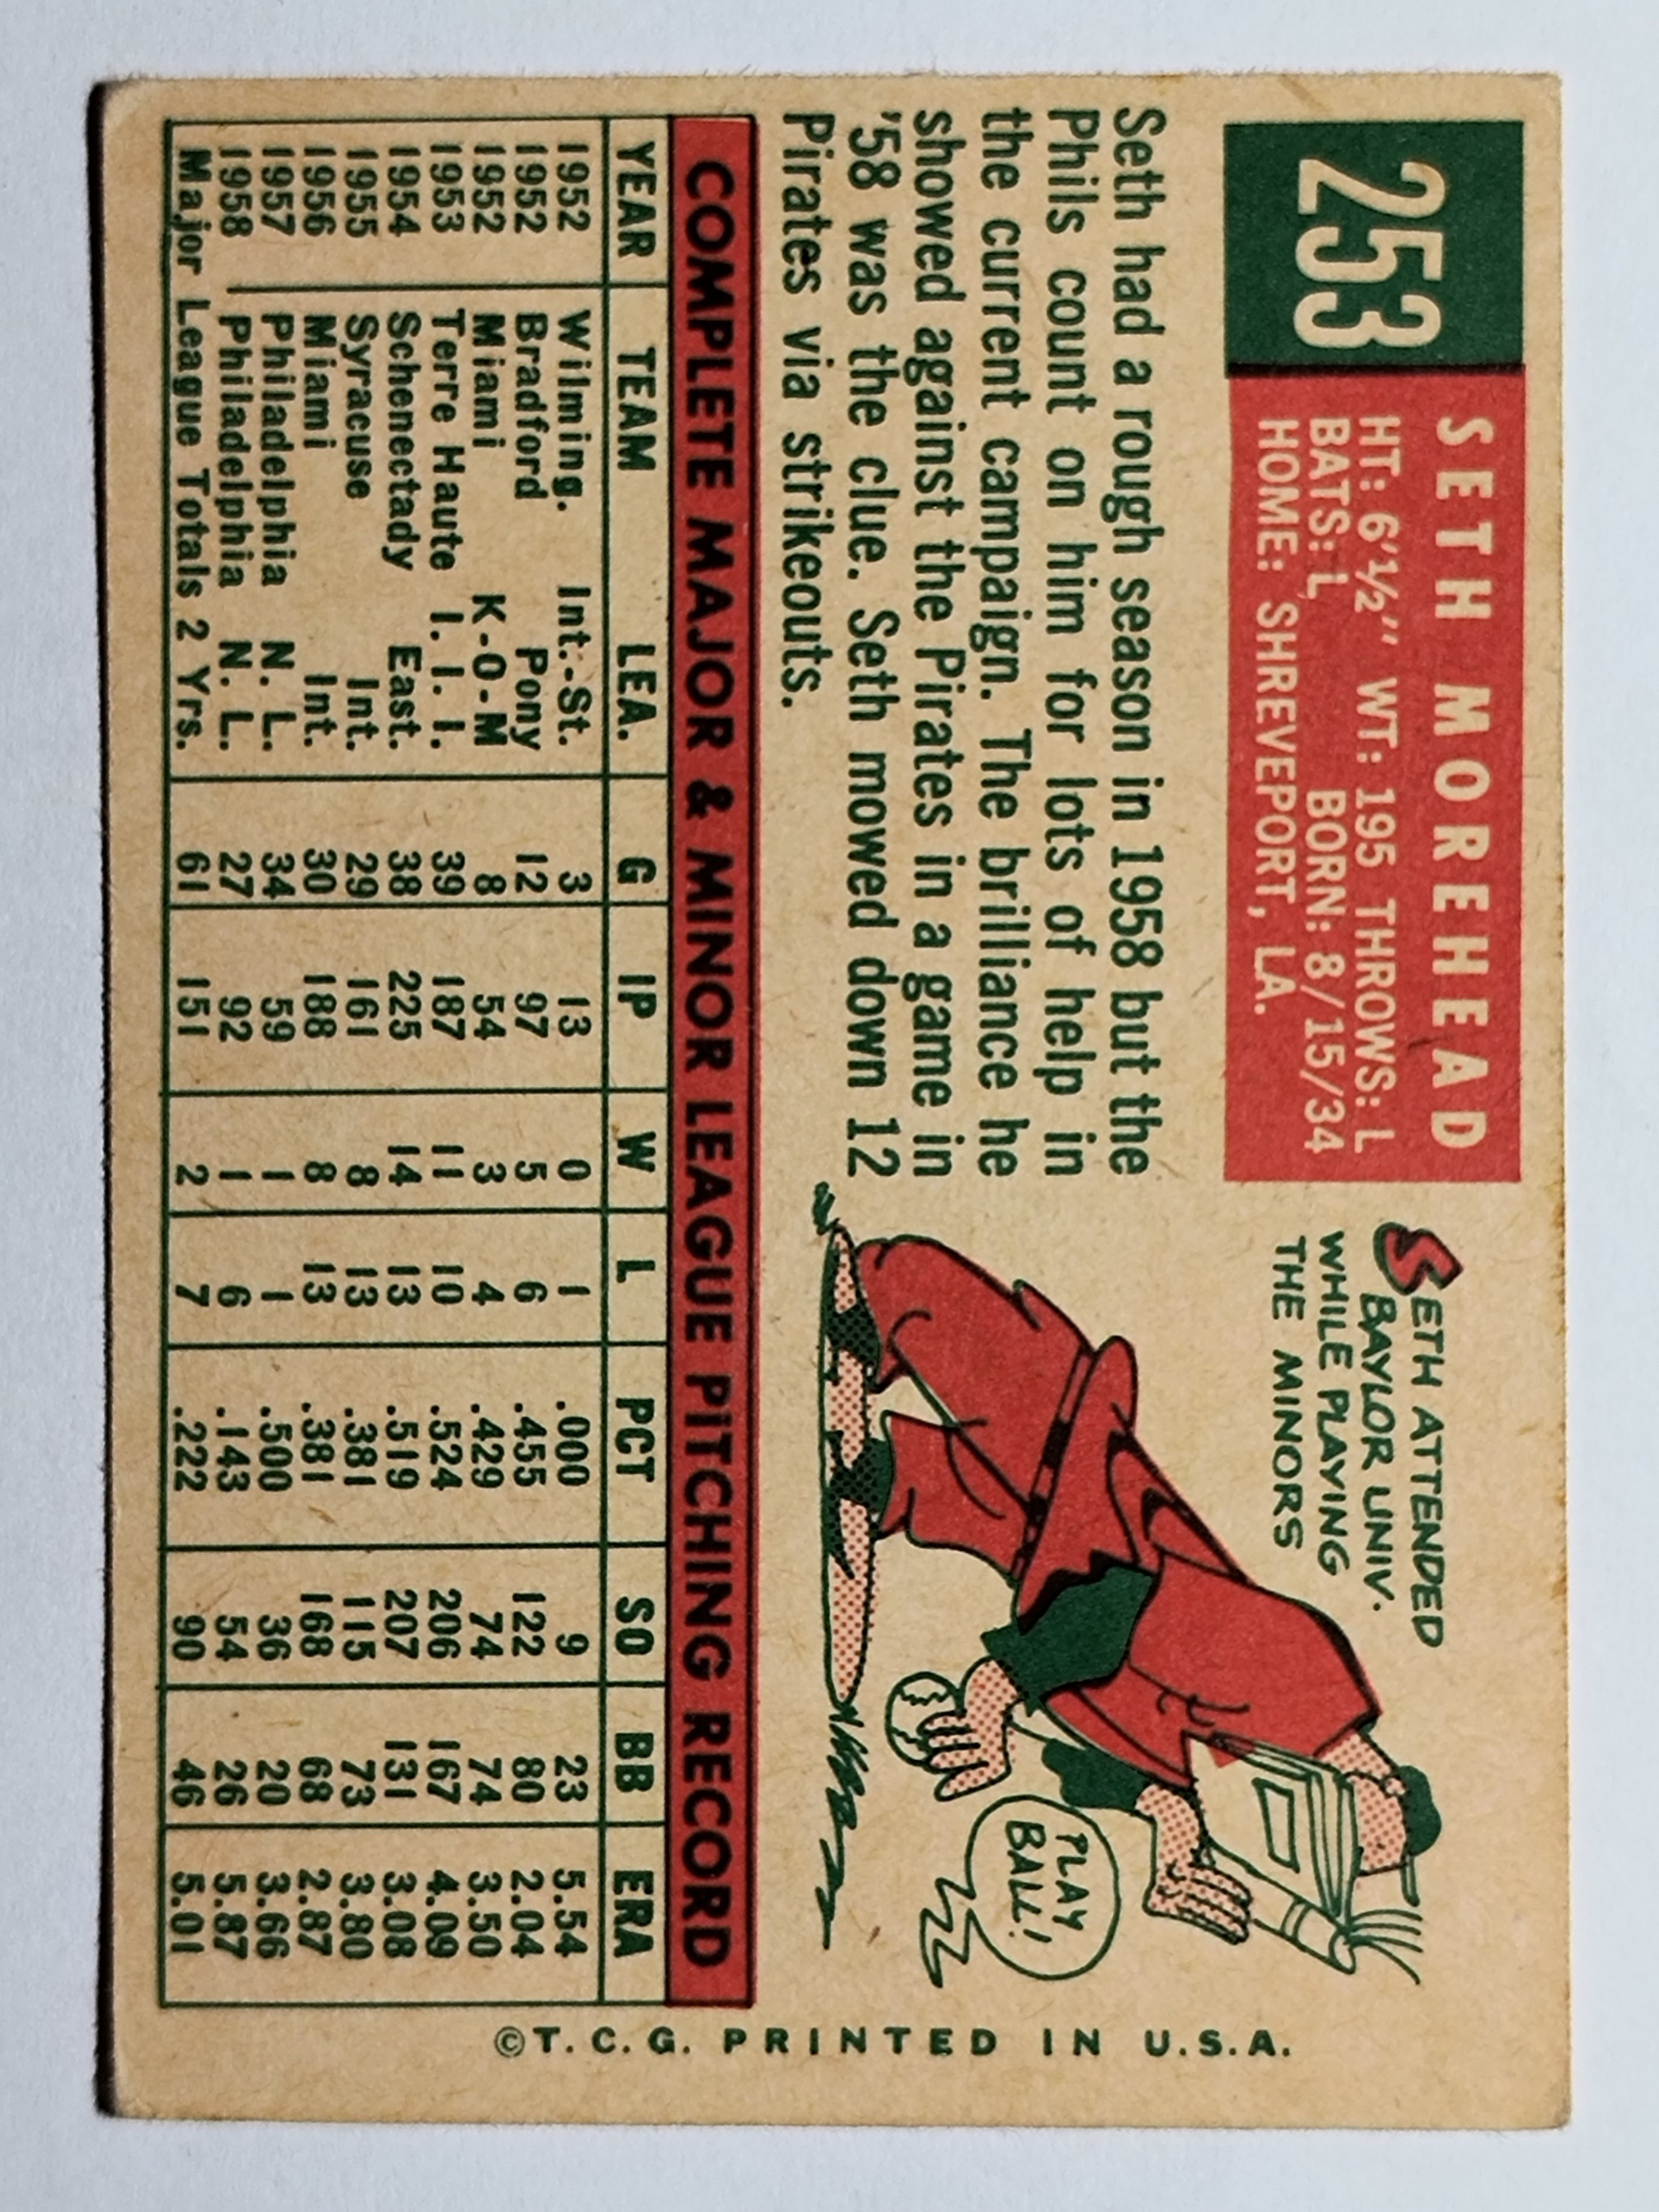 253
SETH MOREHEAD
HT: 6'1½" WT: 195 THROWS: L
BATS: L BORN: 8/15/34
HOME: SHREVEPORT, LA.
Seth had a rough season in 1958 but the
Phils count on him for lots of help in
the current campaign. The brilliance he
showed against the Pirates in a game in
'58 was the clue. Seth mowed down 12
Pirates via strikeouts.
SETH ATTENDED
BAYLOR UNIV.
WHILE PLAYING
THE MINORS
PLAY
BALL!
COMPLETE MAJOR & MINOR LEAGUE PITCHING RECORD
YEAR TEAM LEA. G IP W L PCT SO BB ERA
1952 Wilming. Int.-St. 3 13 0 1 .000 9 23 5.54
1952 Bradford Pony 12 97 5 6 .455 122 80 2.04
1952 Miami K-O-M 8 54 3 4 .429 74 74 3.50
1953 Terre Haute I. I. I. 39 187 11 10 .524 206 167 4.09
1954 Schenectady East. 38 225 14 13 .519 207 131 3.08
1955 Syracuse Int. 29 161 8 13 .381 115 73 3.80
1956 Miami Int. 30 188 8 13 .381 168 68 2.87
1957 Philadelphia N. L. 34 59 1 1 .500 36 20 3.66
1958 Philadelphia N. L. 27 92 1 6 .143 54 26 5.87
Major League Totals 2 Yrs. 61 151 2 7 .222 90 46 5.01
©T. C. G. PRINTED IN U.S.A.